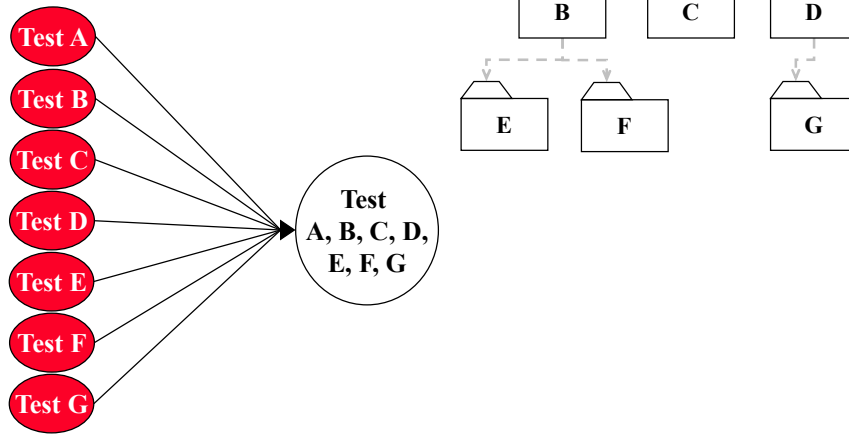 Test A
Test B
Test C
Test D
Test E
Test F
Test G
Test
A, B, C, D,
E, F, G
B
C
D
E
F
G